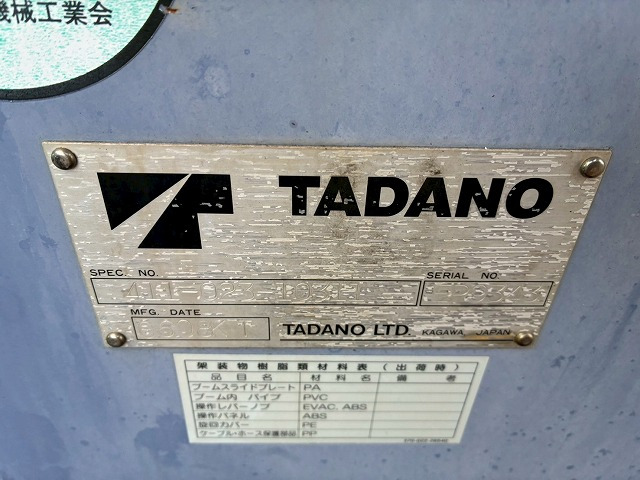 機械工業会
TADANO
SPEC. NO.
SERIAL NO.
MFG. DATE
TADANO LTD. KAGAWA JAPAN
架装物樹脂類材料表（出荷時）
品目名 材料名 備考
ブームスライドプレート PA
ブーム内 パイプ PVC
操作レバーノブ EVAC. ABS
操作パネル ABS
旋回カバー PE
ケーブル・ホース保護部品 PP